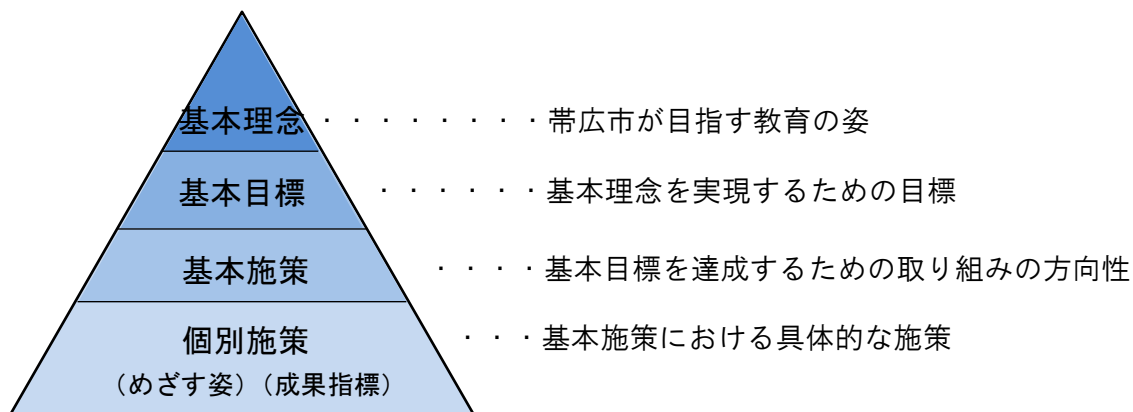 基本理念・・・・・・・・帯広市が目指す教育の姿
基本目標・・・・・・基本理念を実現するための目標
基本施策・・・・基本目標を達成するための取り組みの方向性
個別施策・・・基本施策における具体的な施策
（めざす姿）（成果指標）